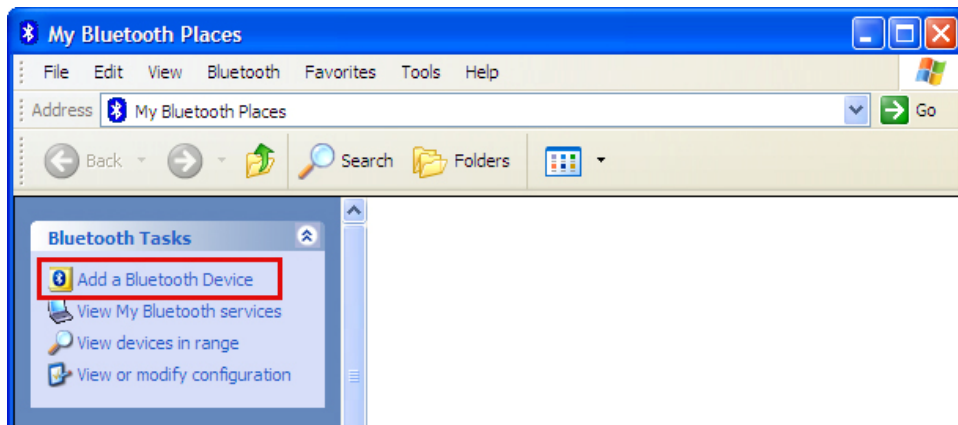 My Bluetooth Places
File Edit View Bluetooth Favorites Tools Help
Address My Bluetooth Places Go
Back Search Folders
Bluetooth Tasks
Add a Bluetooth Device
View My Bluetooth services
View devices in range
View or modify configuration